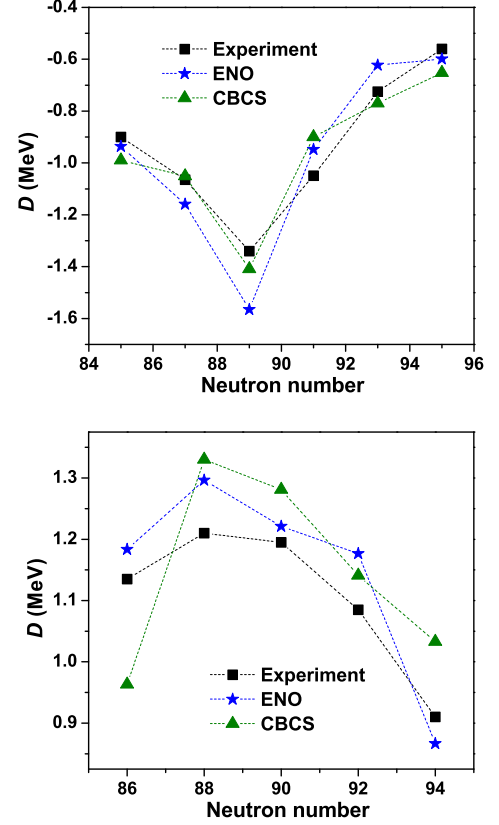 -0.4
-0.6
-0.8
-1.0
-1.2
-1.4
-1.6
D (MeV)
Experiment
ENO
CBCS
84 86 88 90 92 94 96
Neutron number
1.3
1.2
1.1
1.0
0.9
D (MeV)
Experiment
ENO
CBCS
86 88 90 92 94
Neutron number